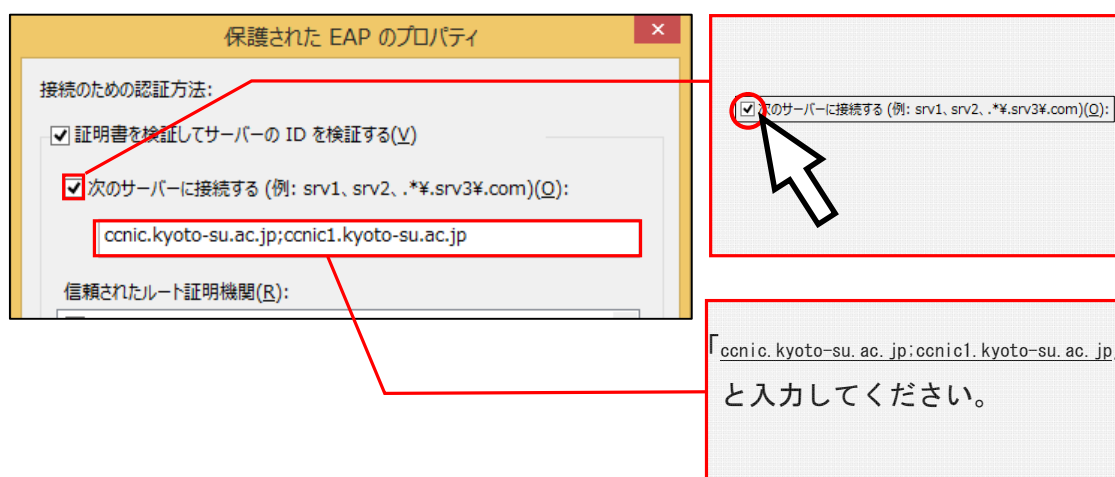 保護された EAP のプロパティ
接続のための認証方法:
証明書を検証してサーバーの ID を検証する(V)
次のサーバーに接続する (例: srv1、srv2、.*¥.srv3¥.com)(O):
ccnic.kyoto-su.ac.jp;ccnic1.kyoto-su.ac.jp
信頼されたルート証明機関(R):
次のサーバーに接続する (例: srv1、srv2、.*¥.srv3¥.com)(O):
「ccnic.kyoto-su.ac.jp;ccnic1.kyoto-su.ac.jp
と入力してください。